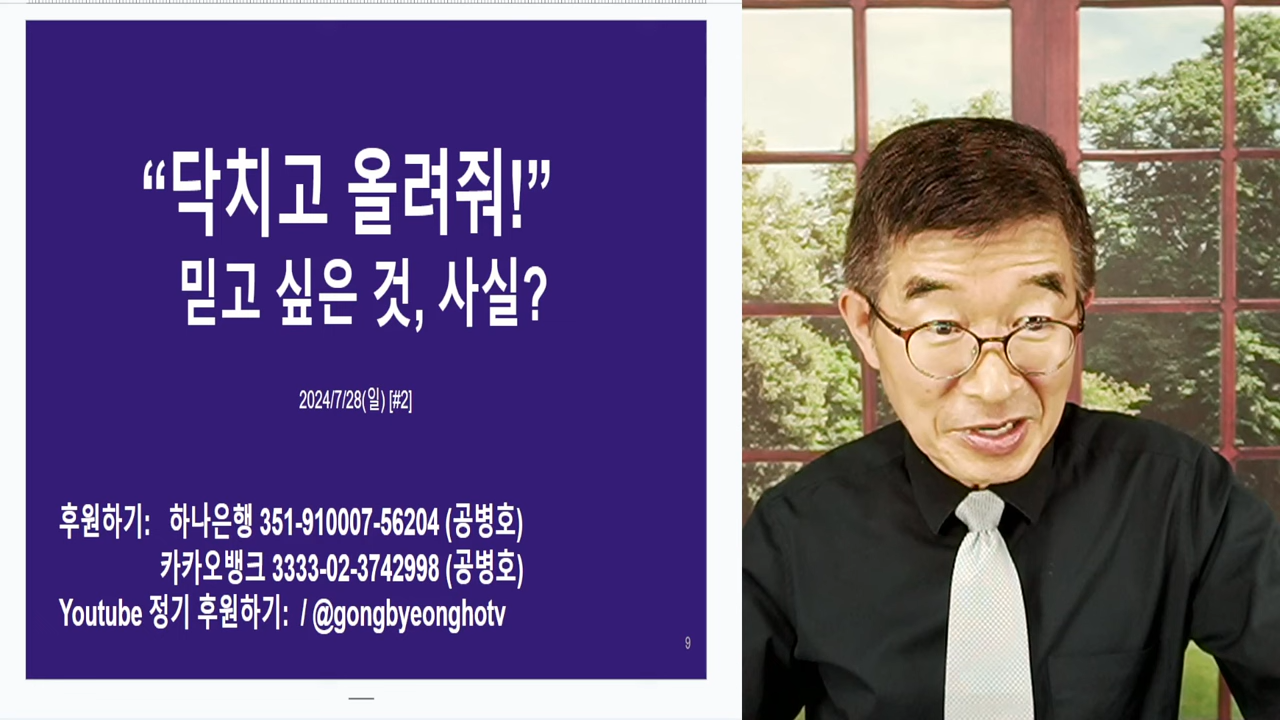 “닥치고 올려줘!”
믿고 싶은 것, 사실?
2024/7/28(일) [#2]
후원하기: 하나은행 351-910007-56204 (공병호)
카카오뱅크 3333-02-3742998 (공병호)
Youtube 정기 후원하기: / @gongbyeonghotv
9